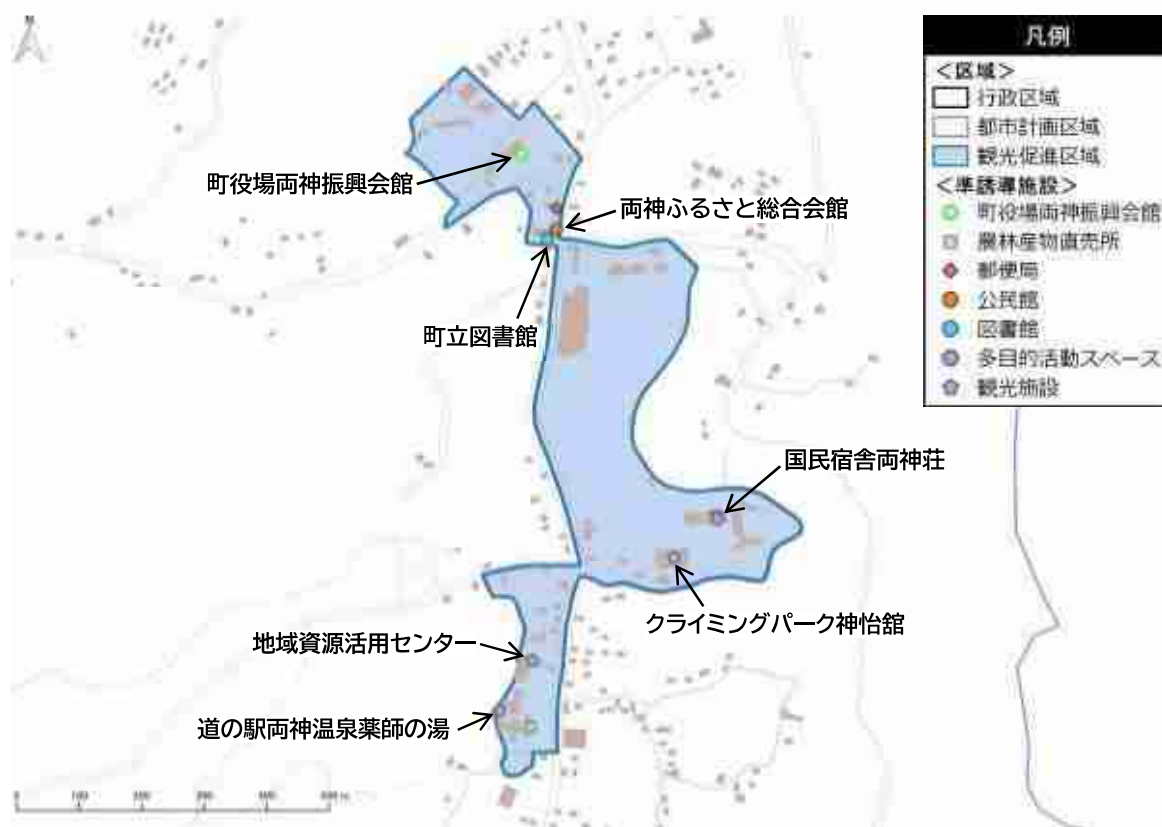 N
町役場両神振興会館
両神ふるさと総合会館
町立図書館
国民宿舎両神荘
クライミングパーク神怡舘
地域資源活用センター
道の駅両神温泉薬師の湯
凡例
<区域>
行政区域
都市計画区域
観光促進区域
<準誘導施設>
町役場両神振興会館
農林産物直売所
郵便局
公民館
図書館
多目的活動スペース
観光施設
0 100 200 300 400 500 m